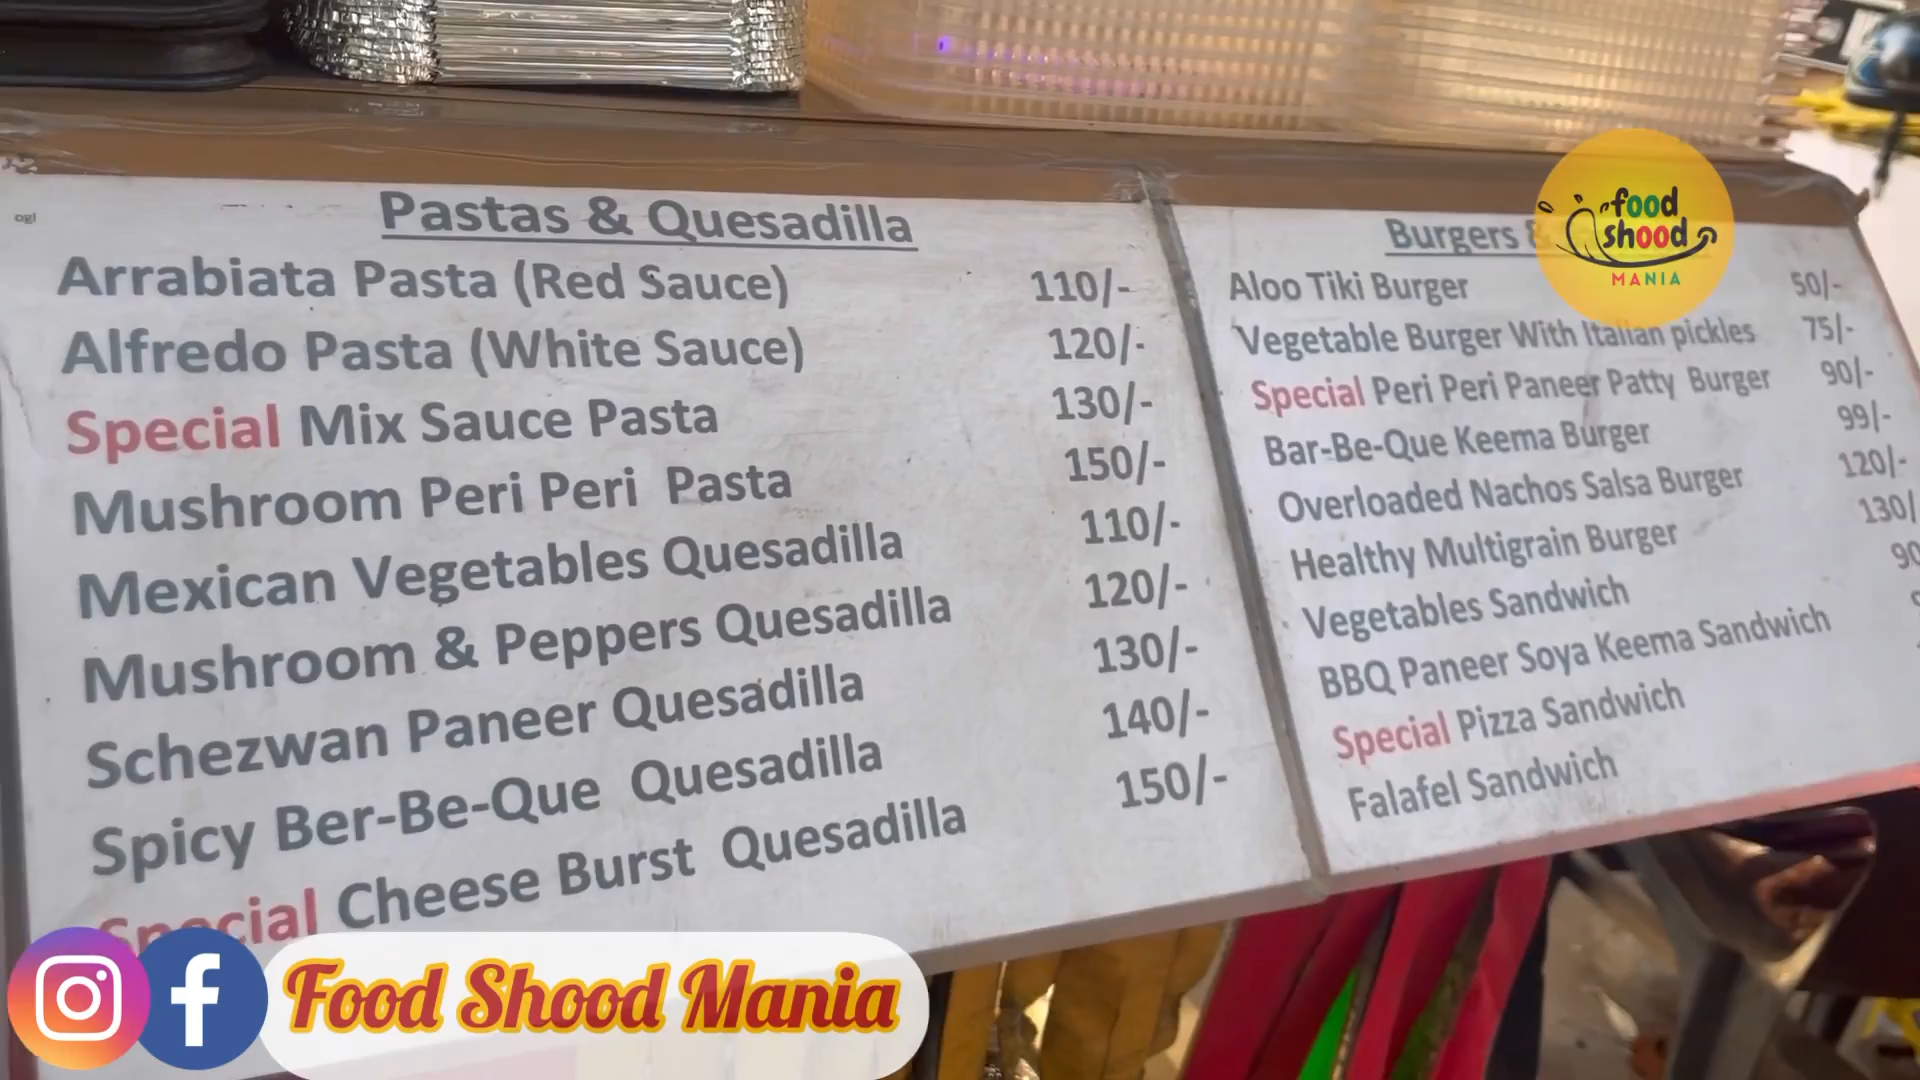 ogl
Pastas & Quesadilla
Arrabiata Pasta (Red Sauce) 110/-
Alfredo Pasta (White Sauce) 120/-
Special Mix Sauce Pasta 130/-
Mushroom Peri Peri Pasta 150/-
Mexican Vegetables Quesadilla 110/-
Mushroom & Peppers Quesadilla 120/-
Schezwan Paneer Quesadilla 130/-
Spicy Ber-Be-Que Quesadilla 140/-
Special Cheese Burst Quesadilla 150/-
Burgers
Aloo Tiki Burger 50/-
Vegetable Burger With Italian pickles 75/-
Special Peri Peri Paneer Patty Burger 90/-
Bar-Be-Que Keema Burger 99/-
Overloaded Nachos Salsa Burger 120/-
Healthy Multigrain Burger 130/
Vegetables Sandwich 90
BBQ Paneer Soya Keema Sandwich
Special Pizza Sandwich
Falafel Sandwich
food
shood
MANIA
Food Shood Mania